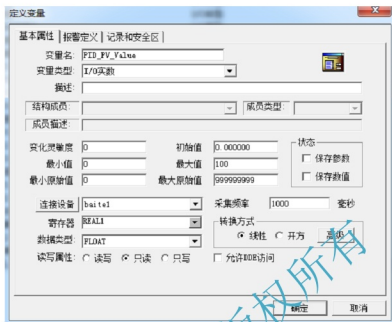 定义变量
基本属性 报警定义 记录和安全区
变量名: PID_PV_Value
变量类型: I/O实数
描述:
结构成员: 成员类型:
成员描述:
变化灵敏度 0 初始值 0.000000 状态
最小值 0 最大值 100 保存参数
最小原始值 0 最大原始值 999999999 保存数值
连接设备 baite1 采集频率 1000 毫秒
寄存器 REAL1 转换方式
数据类型: FLOAT 线性 开方 高级
读写属性: 读写 只读 只写 允许DDE访问
确定 取消
版权所有